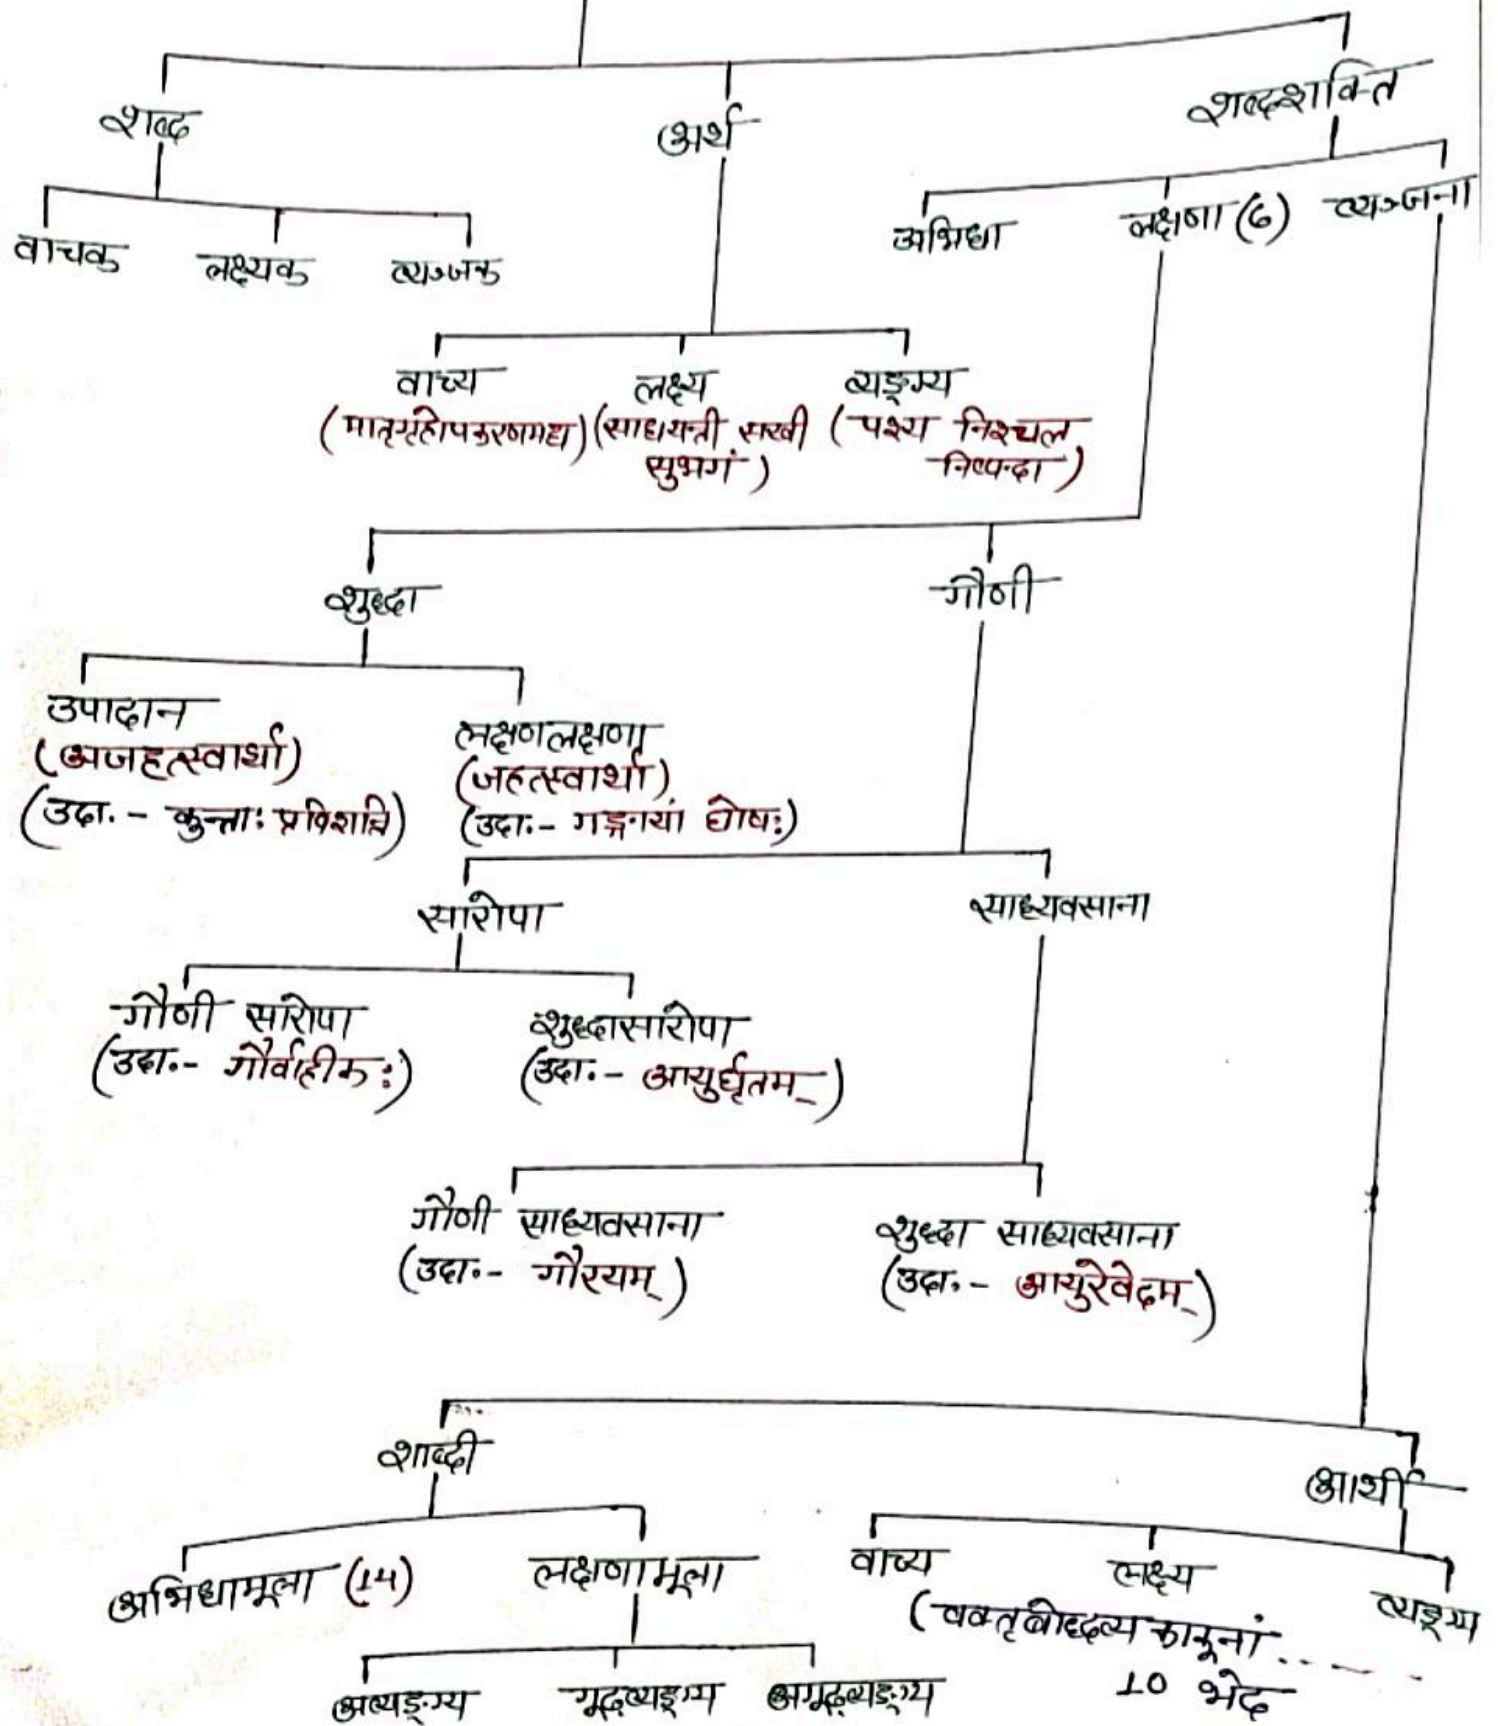 शब्द
अर्थ
शब्दशक्ति
वाचक
लक्ष्यक
व्यञ्जक
अभिधा
लक्षणा (6)
व्यञ्जना
वाच्य
लक्ष्य
व्यङ्ग्य
(मातृगृहोपकरणमद्य) (साधयन्ती सखी (पश्य निश्चल
सुभगं) निष्पन्दा)
शुद्धा
गौणी
उपादान
(अजहत्स्वार्था)
(उदा. - कुन्ताः प्रविशन्ति)
लक्षणलक्षणा
(जहत्स्वार्था)
(उदा:- गङ्गायां घोषः)
सारोपा
साध्यवसाना
गौणी सारोपा
(उदा.- गौर्वाहीकः)
शुद्धासारोपा
(उदा.- आयुर्घृतम्)
गौणी साध्यवसाना
(उदा.- गौरयम्)
शुद्धा साध्यवसाना
(उदा.- आयुरेवेदम्)
शाब्दी
आर्थी
अभिधामूला (14)
लक्षणामूला
वाच्य
लक्ष्य
व्यङ्ग्य
(वक्तृबोद्धव्यकाकूनां......
10 भेद
अव्यङ्ग्य
गूढ़व्यङ्ग्य
अगूढ़व्यङ्ग्य